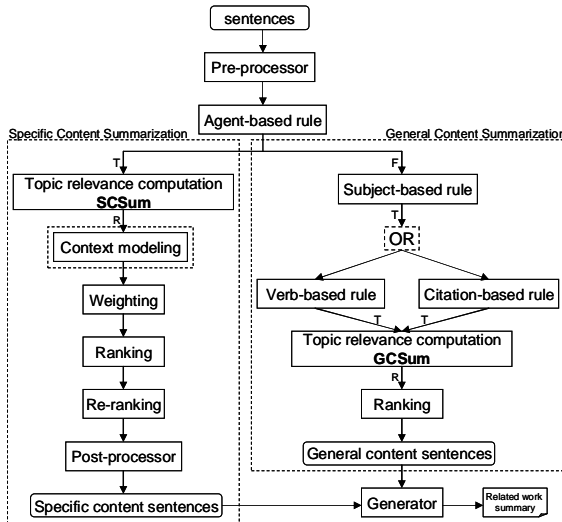 sentences
Pre-processor
Agent-based rule
Specific Content Summarization
General Content Summarization
T
F
Topic relevance computation
SCSum
Subject-based rule
R
T
Context modeling
OR
Weighting
Verb-based rule
Citation-based rule
T
T
Ranking
Topic relevance computation
GCSum
R
Re-ranking
Ranking
Post-processor
General content sentences
Specific content sentences
Generator
Related work
summary